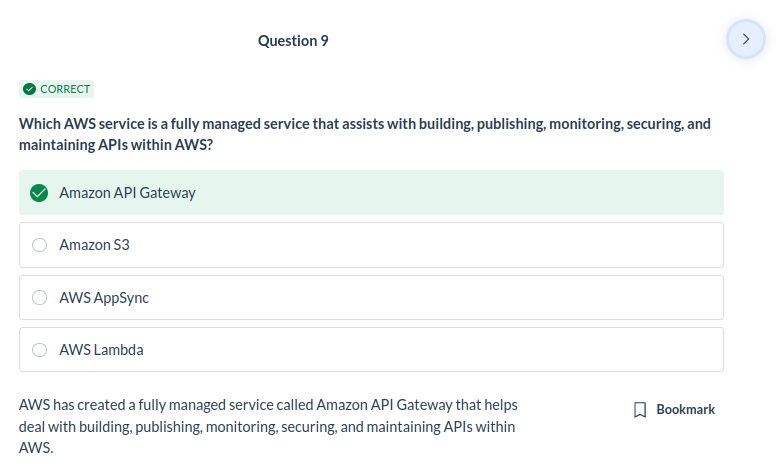 Question 9
CORRECT
Which AWS service is a fully managed service that assists with building, publishing, monitoring, securing, and
maintaining APIs within AWS?
Amazon API Gateway
Amazon S3
AWS AppSync
AWS Lambda
AWS has created a fully managed service called Amazon API Gateway that helps
deal with building, publishing, monitoring, securing, and maintaining APIs within
AWS.
Bookmark